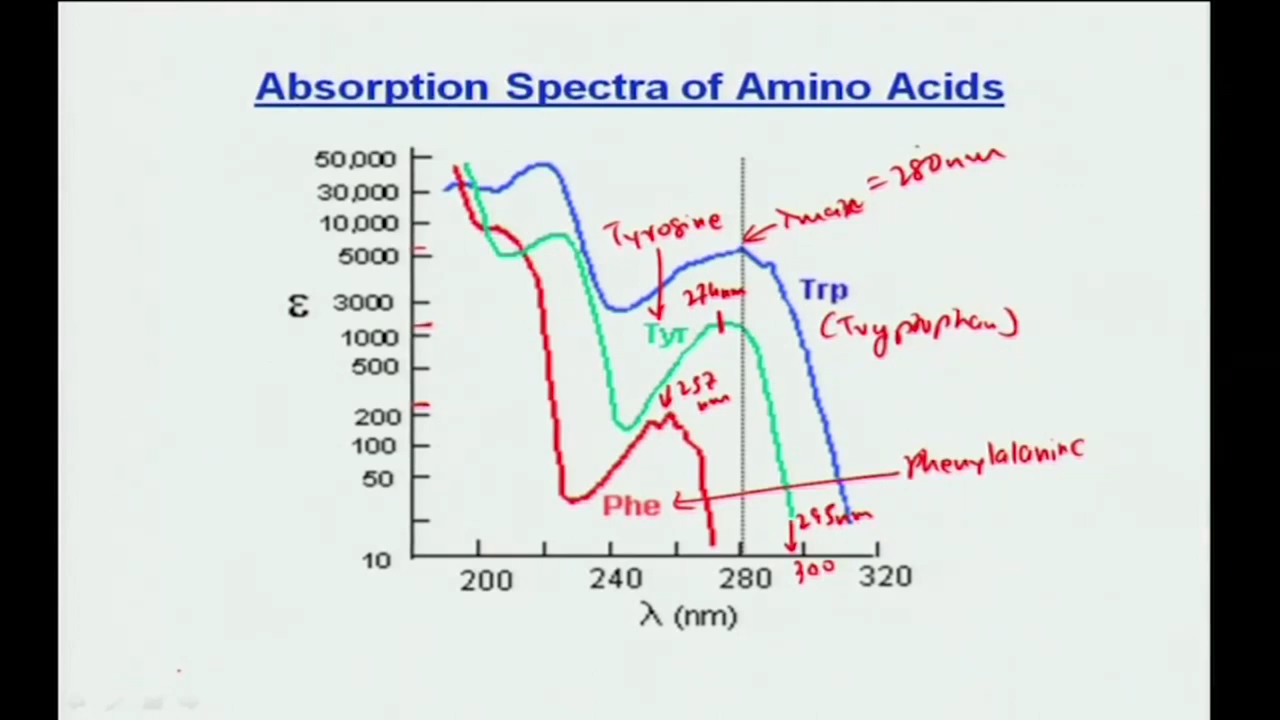 Absorption Spectra of Amino Acids
50,000
30,000
10,000
5000
3000
1000
500
200
100
50
10
ε
λmax = 280nm
Tyrosine
274nm
Trp
(Tryptophan)
Tyr
257
nm
Phenylalanine
Phe
295nm
300
200
240
280
320
λ (nm)